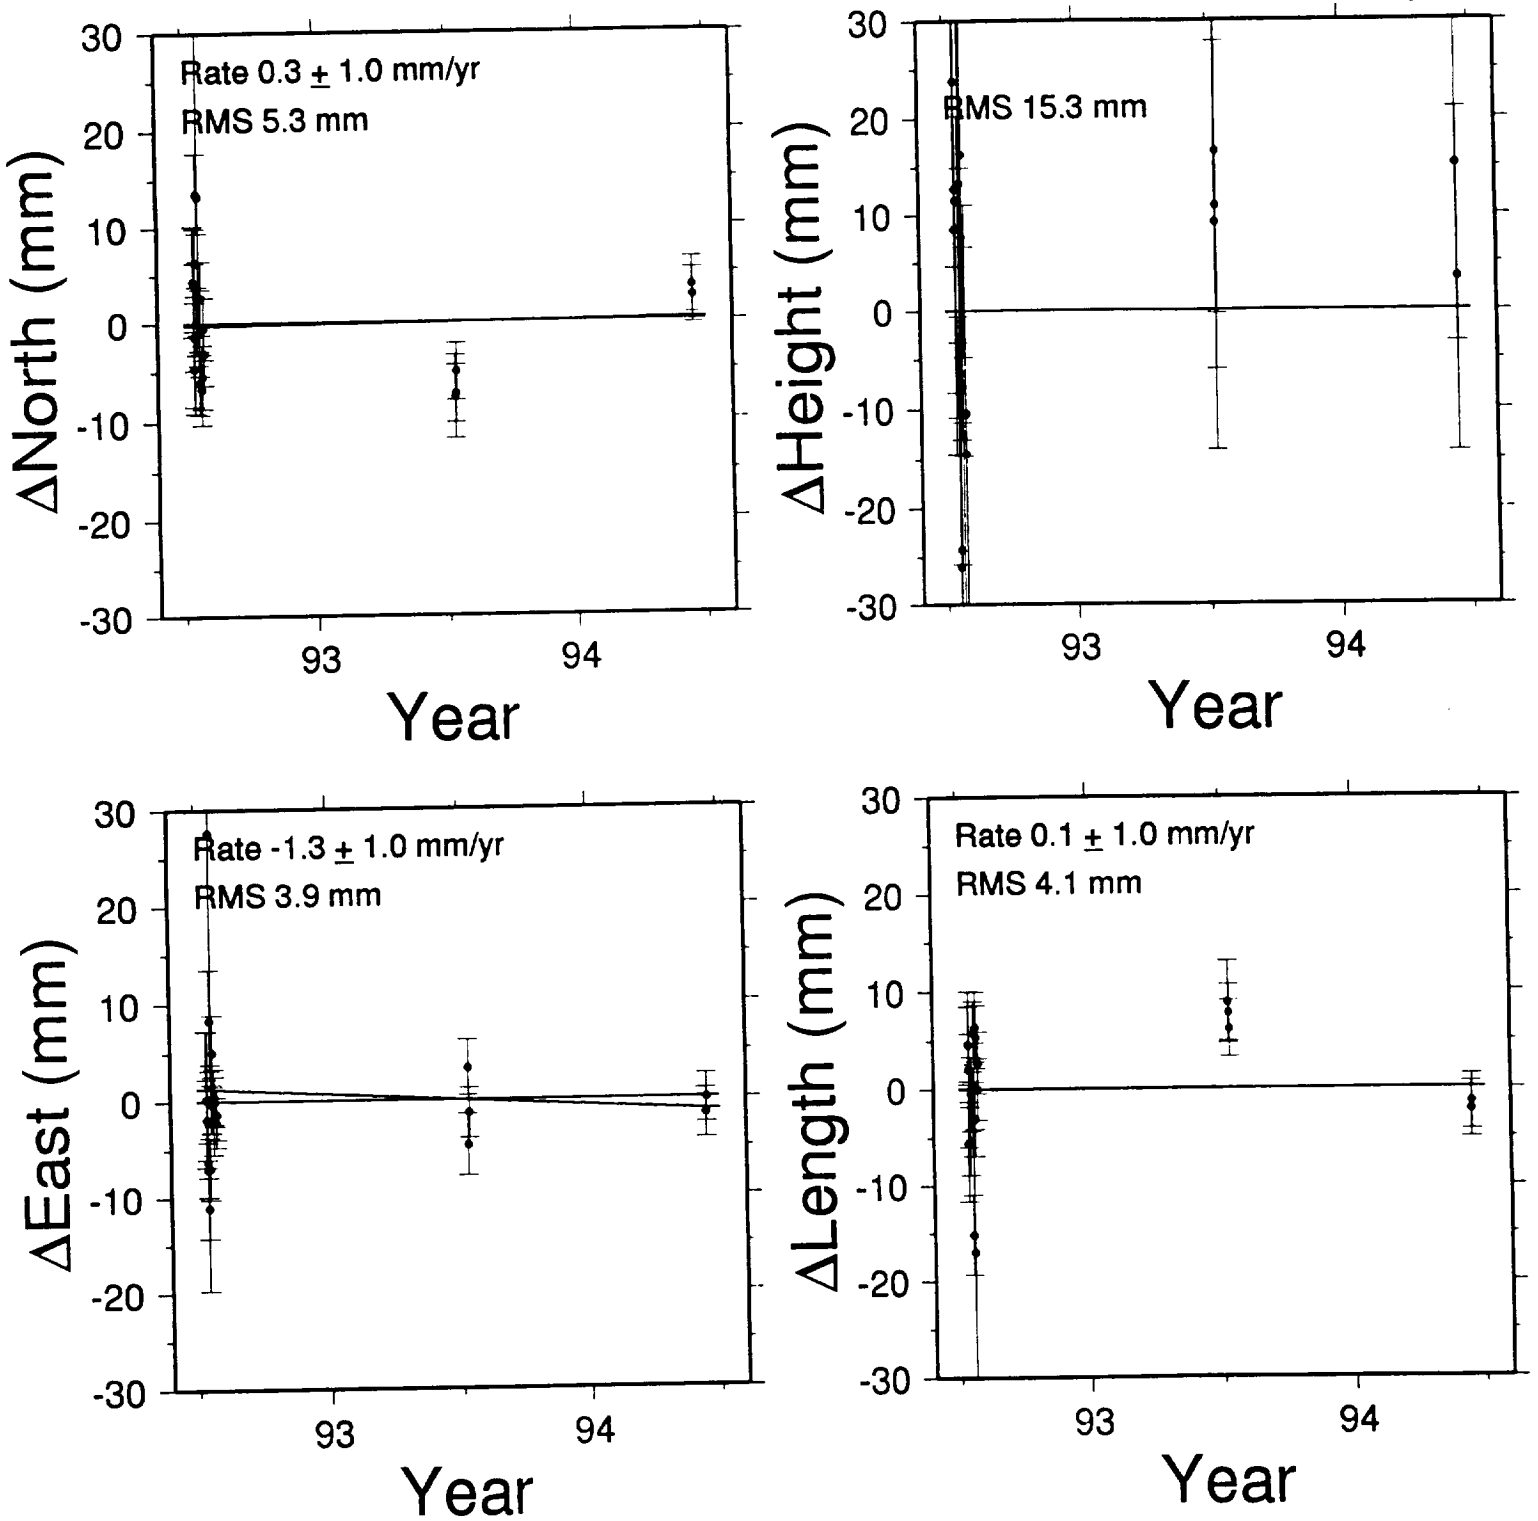 30
20
10
0
-10
-20
-30
ΔNorth (mm)
Rate 0.3 ± 1.0 mm/yr
RMS 5.3 mm
93
94
Year
30
20
10
0
-10
-20
-30
ΔHeight (mm)
RMS 15.3 mm
93
94
Year
30
20
10
0
-10
-20
-30
ΔEast (mm)
Rate -1.3 ± 1.0 mm/yr
RMS 3.9 mm
93
94
Year
30
20
10
0
-10
-20
-30
ΔLength (mm)
Rate 0.1 ± 1.0 mm/yr
RMS 4.1 mm
93
94
Year